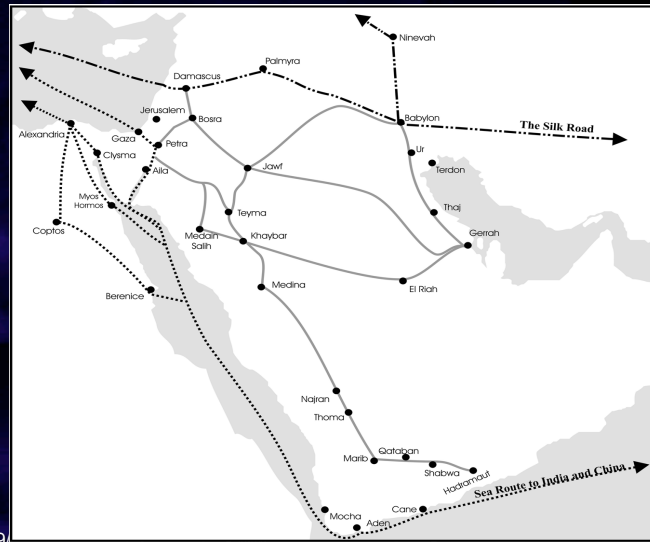 Ninevah
Palmyra
Damascus
Jerusalem
Bosra
Babylon
The Silk Road
Alexandria
Gaza
Petra
Clysma
Aila
Jawf
Ur
Terdon
Myos
Hormos
Coptos
Teyma
Thaj
Medain
Salih
Khaybar
Gerrah
Berenice
Medina
El Riah
Najran
Thoma
Marib
Qataban
Shabwa
Hadramaut
Sea Route to India and China
Mocha
Cane
Aden